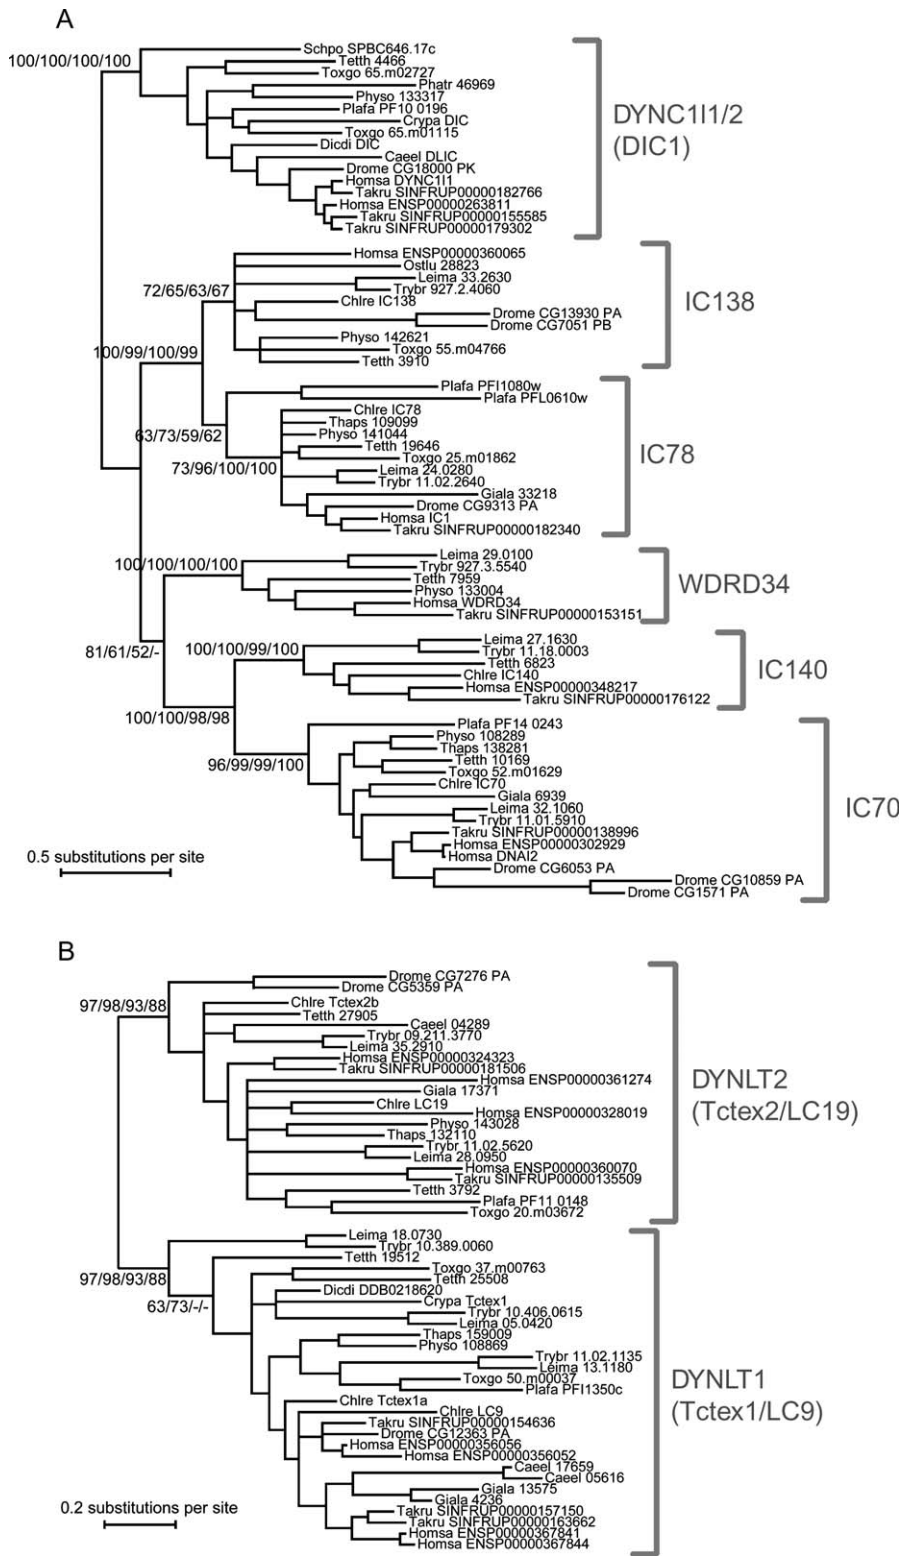 A
Schpo SPBC646.17c
100/100/100/100
Tetth 4466
Toxgo 65.m02727
Phatr 46969
Physo 133317
Plafa PF10 0196
Crypa DIC
Toxgo 65.m01115
Dicdi DIC
Caeel DLIC
Drome CG18000 PK
Homsa DYNC1I1
Takru SINFRUP00000182766
Homsa ENSP00000263811
Takru SINFRUP00000155585
Takru SINFRUP00000179302
DYNC1I1/2
(DIC1)
Homsa ENSP00000360065
Ostlu 28823
Leima 33.2630
Trybr 927.2.4060
72/65/63/67
Chlre IC138
Drome CG13930 PA
Drome CG7051 PB
Physo 142621
Toxgo 55.m04766
Tetth 3910
IC138
100/99/100/99
Plafa PFI1080w
Plafa PFL0610w
Chlre IC78
Thaps 109099
Physo 141044
63/73/59/62
Tetth 19646
Toxgo 25.m01862
73/96/100/100
Leima 24.0280
Trybr 11.02.2640
Giala 33218
Drome CG9313 PA
Homsa IC1
Takru SINFRUP00000182340
IC78
Leima 29.0100
100/100/100/100
Trybr 927.3.5540
Tetth 7959
Physo 133004
Homsa WDRD34
Takru SINFRUP00000153151
WDRD34
81/61/52/-
Leima 27.1630
100/100/99/100
Trybr 11.18.0003
Tetth 6823
Chlre IC140
Homsa ENSP00000348217
Takru SINFRUP00000176122
IC140
100/100/98/98
Plafa PF14 0243
Physo 108289
Thaps 138281
Tetth 10169
96/99/99/100
Toxgo 52.m01629
Chlre IC70
Giala 6939
Leima 32.1060
Trybr 11.01.5910
Takru SINFRUP00000138996
Homsa ENSP00000302929
Homsa DNAI2
Drome CG6053 PA
Drome CG10859 PA
Drome CG1571 PA
IC70
0.5 substitutions per site
B
Drome CG7276 PA
Drome CG5359 PA
97/98/93/88
Chlre Tctex2b
Tetth 27905
Caeel 04289
Trybr 09.211.3770
Leima 35.2910
Homsa ENSP00000324323
Takru SINFRUP00000181506
Homsa ENSP00000361274
Giala 17371
Chlre LC19
Homsa ENSP00000328019
Physo 143028
Thaps 132110
Trybr 11.02.5620
Leima 28.0950
Homsa ENSP00000360070
Takru SINFRUP00000135509
Tetth 3792
Plafa PF11 0148
Toxgo 20.m03672
DYNLT2
(Tctex2/LC19)
Leima 18.0730
Trybr 10.389.0060
Tetth 19512
97/98/93/88
Toxgo 37.m00763
Tetth 25508
63/73/-/-
Dicdi DDB0218620
Crypa Tctex1
Trybr 10.406.0615
Leima 05.0420
Thaps 159009
Physo 108869
Trybr 11.02.1135
Leima 13.1180
Toxgo 50.m00037
Plafa PFI1350c
Chlre Tctex1a
Chlre LC9
Takru SINFRUP00000154636
Drome CG12363 PA
Homsa ENSP00000356056
Homsa ENSP00000356052
Caeel 17659
Caeel 05616
Giala 13575
Giala 4236
Takru SINFRUP00000157150
Takru SINFRUP00000163662
Homsa ENSP00000367841
Homsa ENSP00000367844
DYNLT1
(Tctex1/LC9)
0.2 substitutions per site